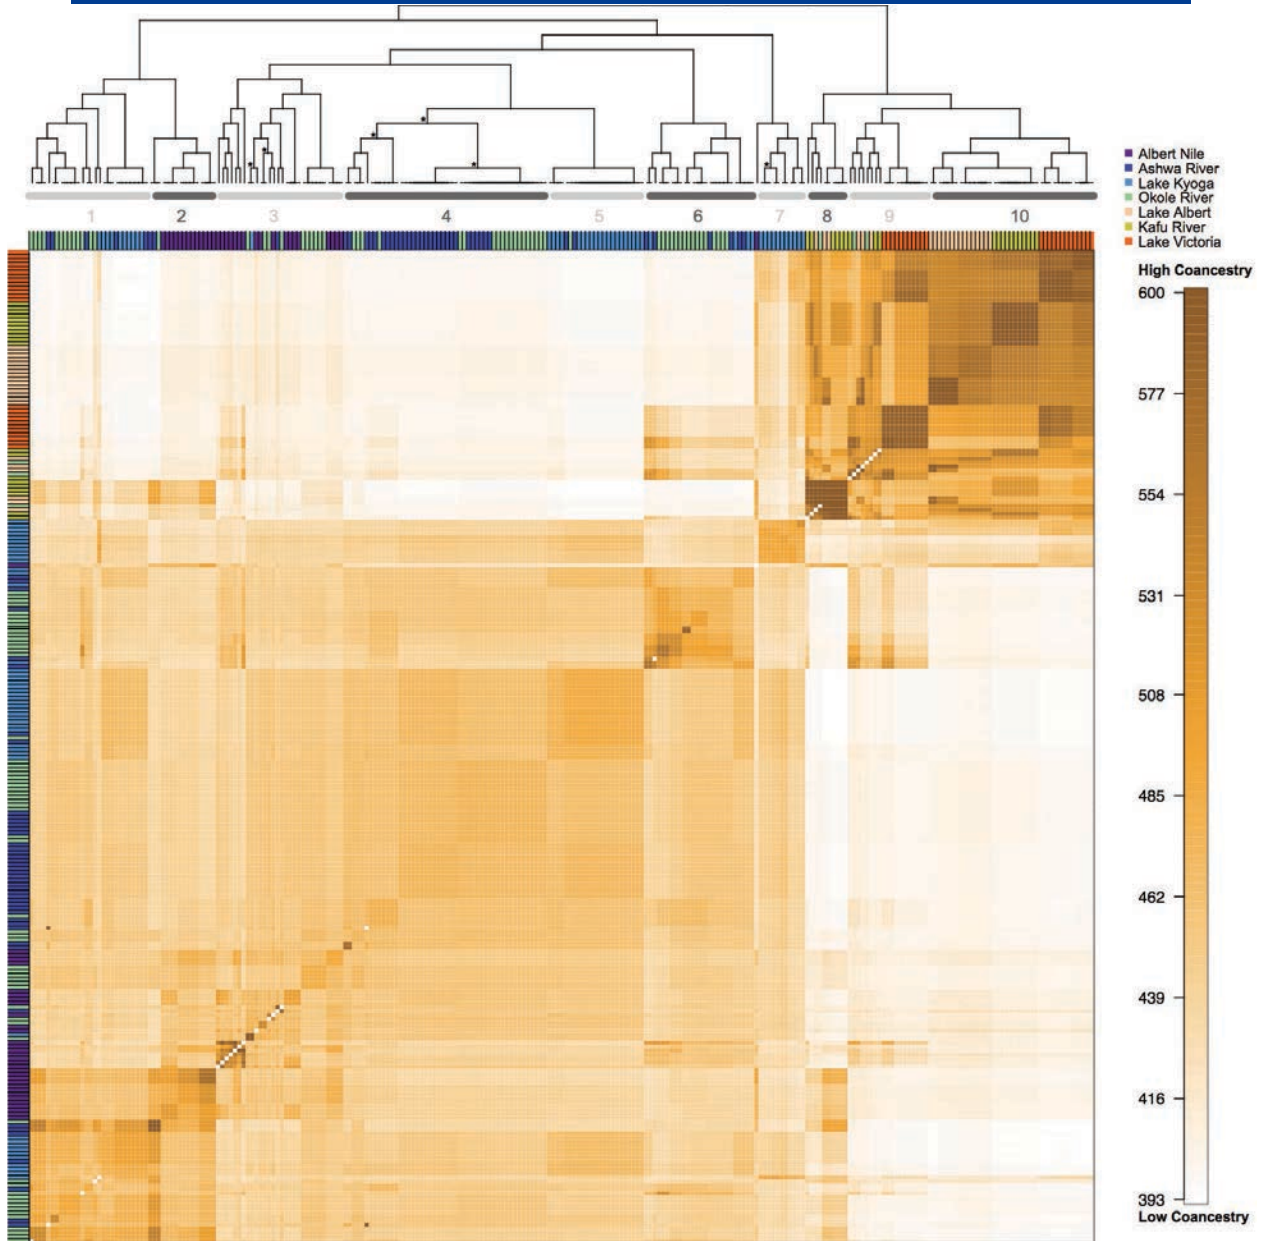 1 2 3 4 5 6 7 8 9 10
Albert Nile
Ashwa River
Lake Kyoga
Okole River
Lake Albert
Kafu River
Lake Victoria
High Coancestry
600
577
554
531
508
485
462
439
416
393
Low Coancestry